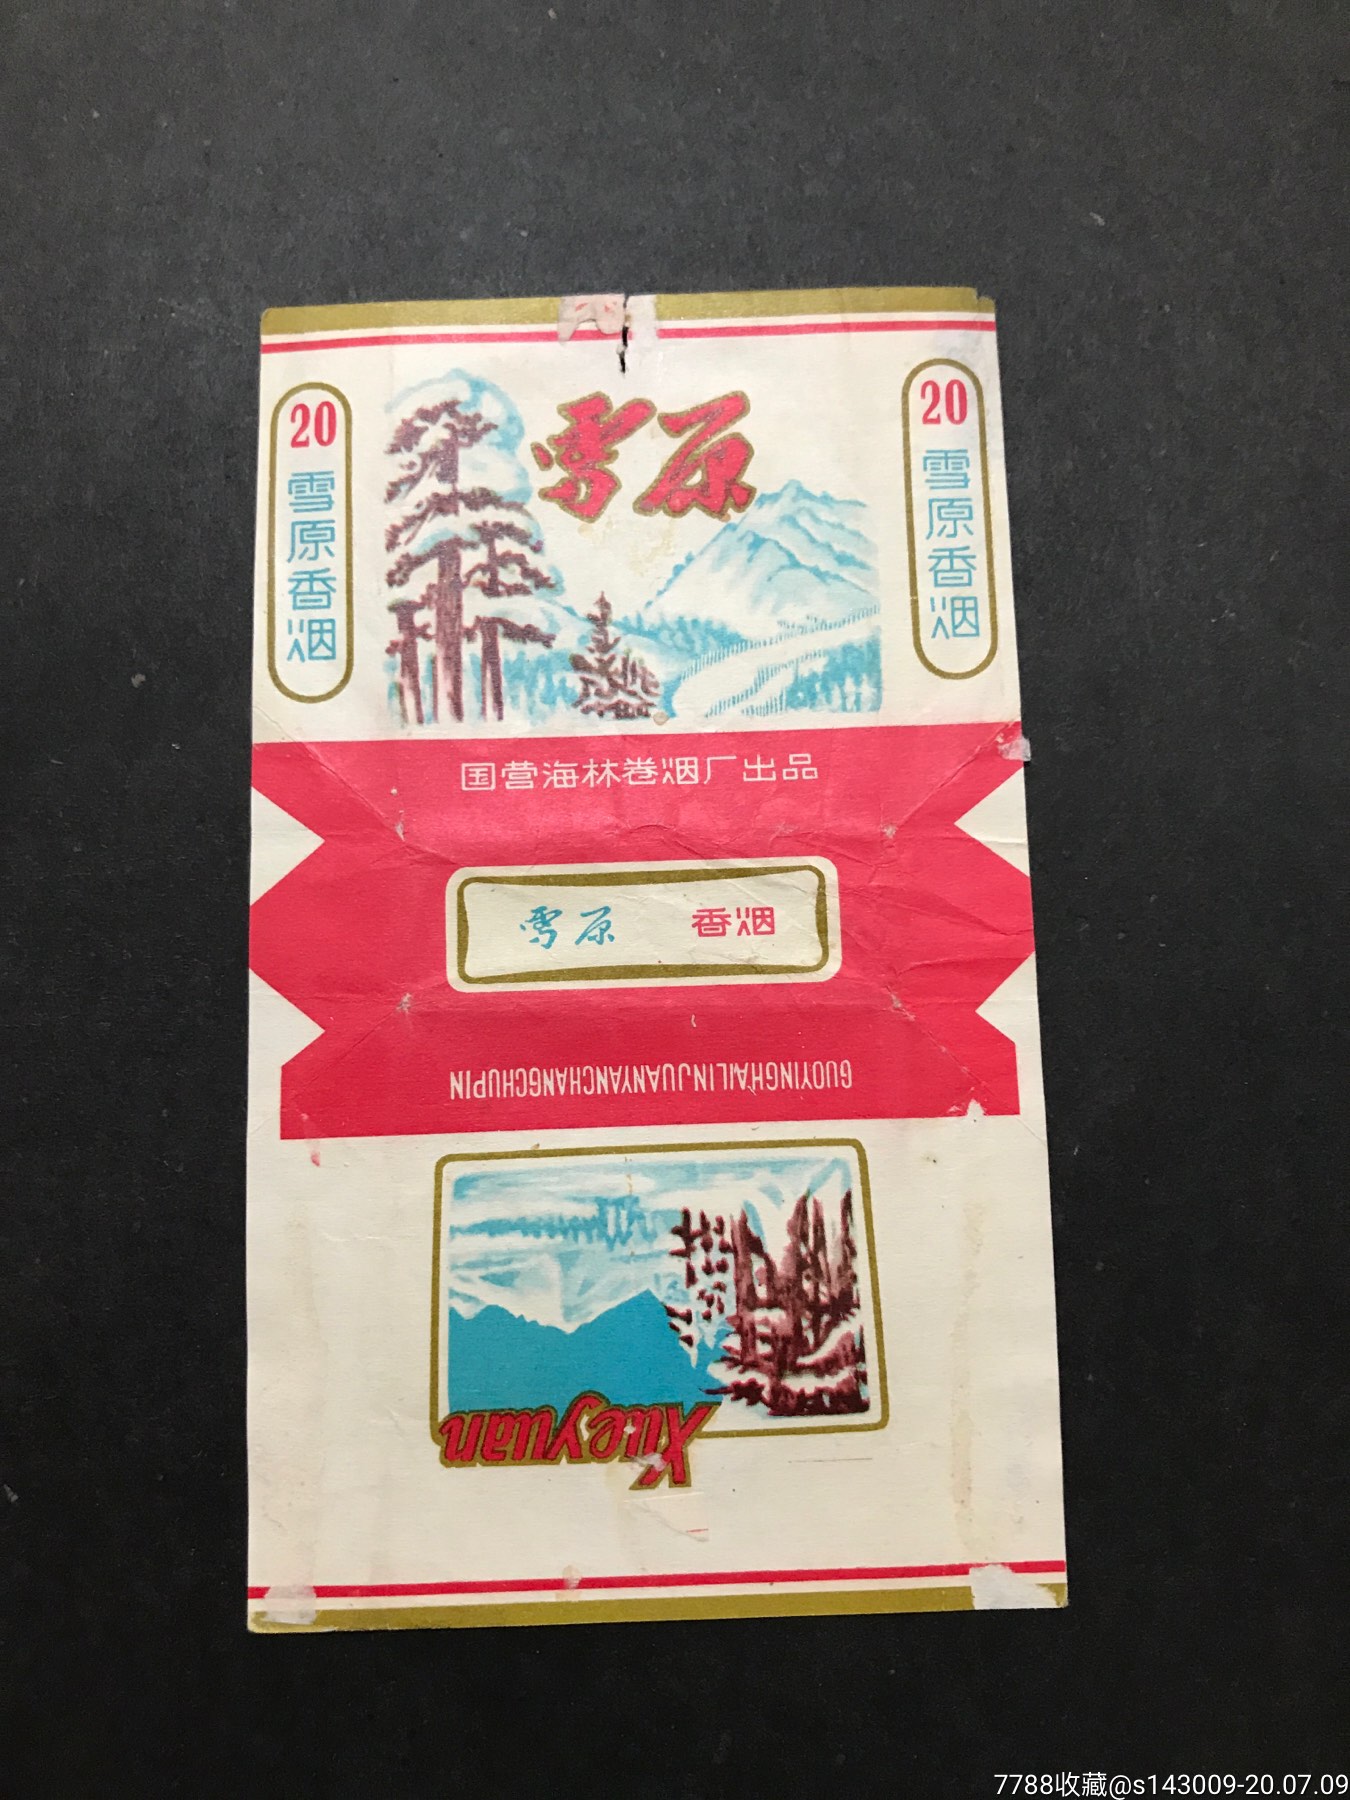 雪原
20
雪原香烟
20
雪原香烟
国营海林卷烟厂出品
雪原 香烟
GUOYINGHAILINJUANYANCHANGCHUPIN
Xueyuan
7788收藏@s143009-20.07.09